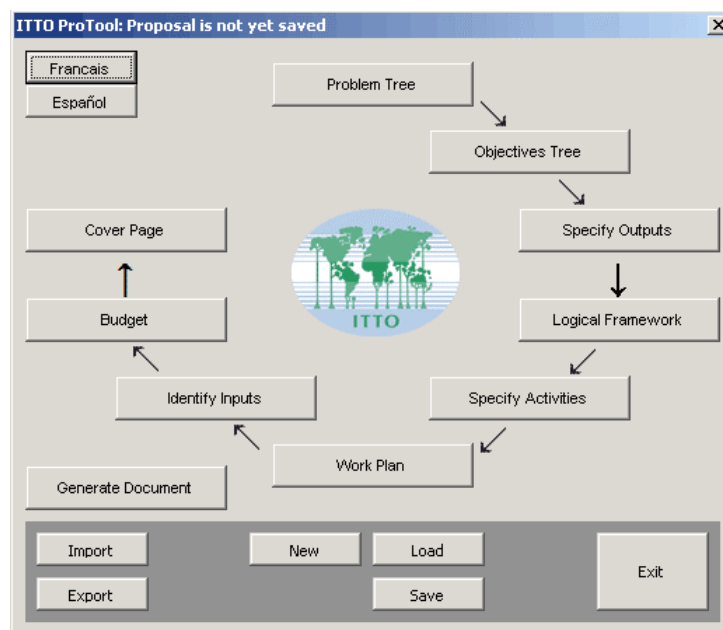 ITTO ProTool: Proposal is not yet saved
Francais
Español
Problem Tree
Objectives Tree
Cover Page
Specify Outputs
ITTO
Budget
Logical Framework
Identify Inputs
Specify Activities
Work Plan
Generate Document
Import
New
Load
Exit
Export
Save